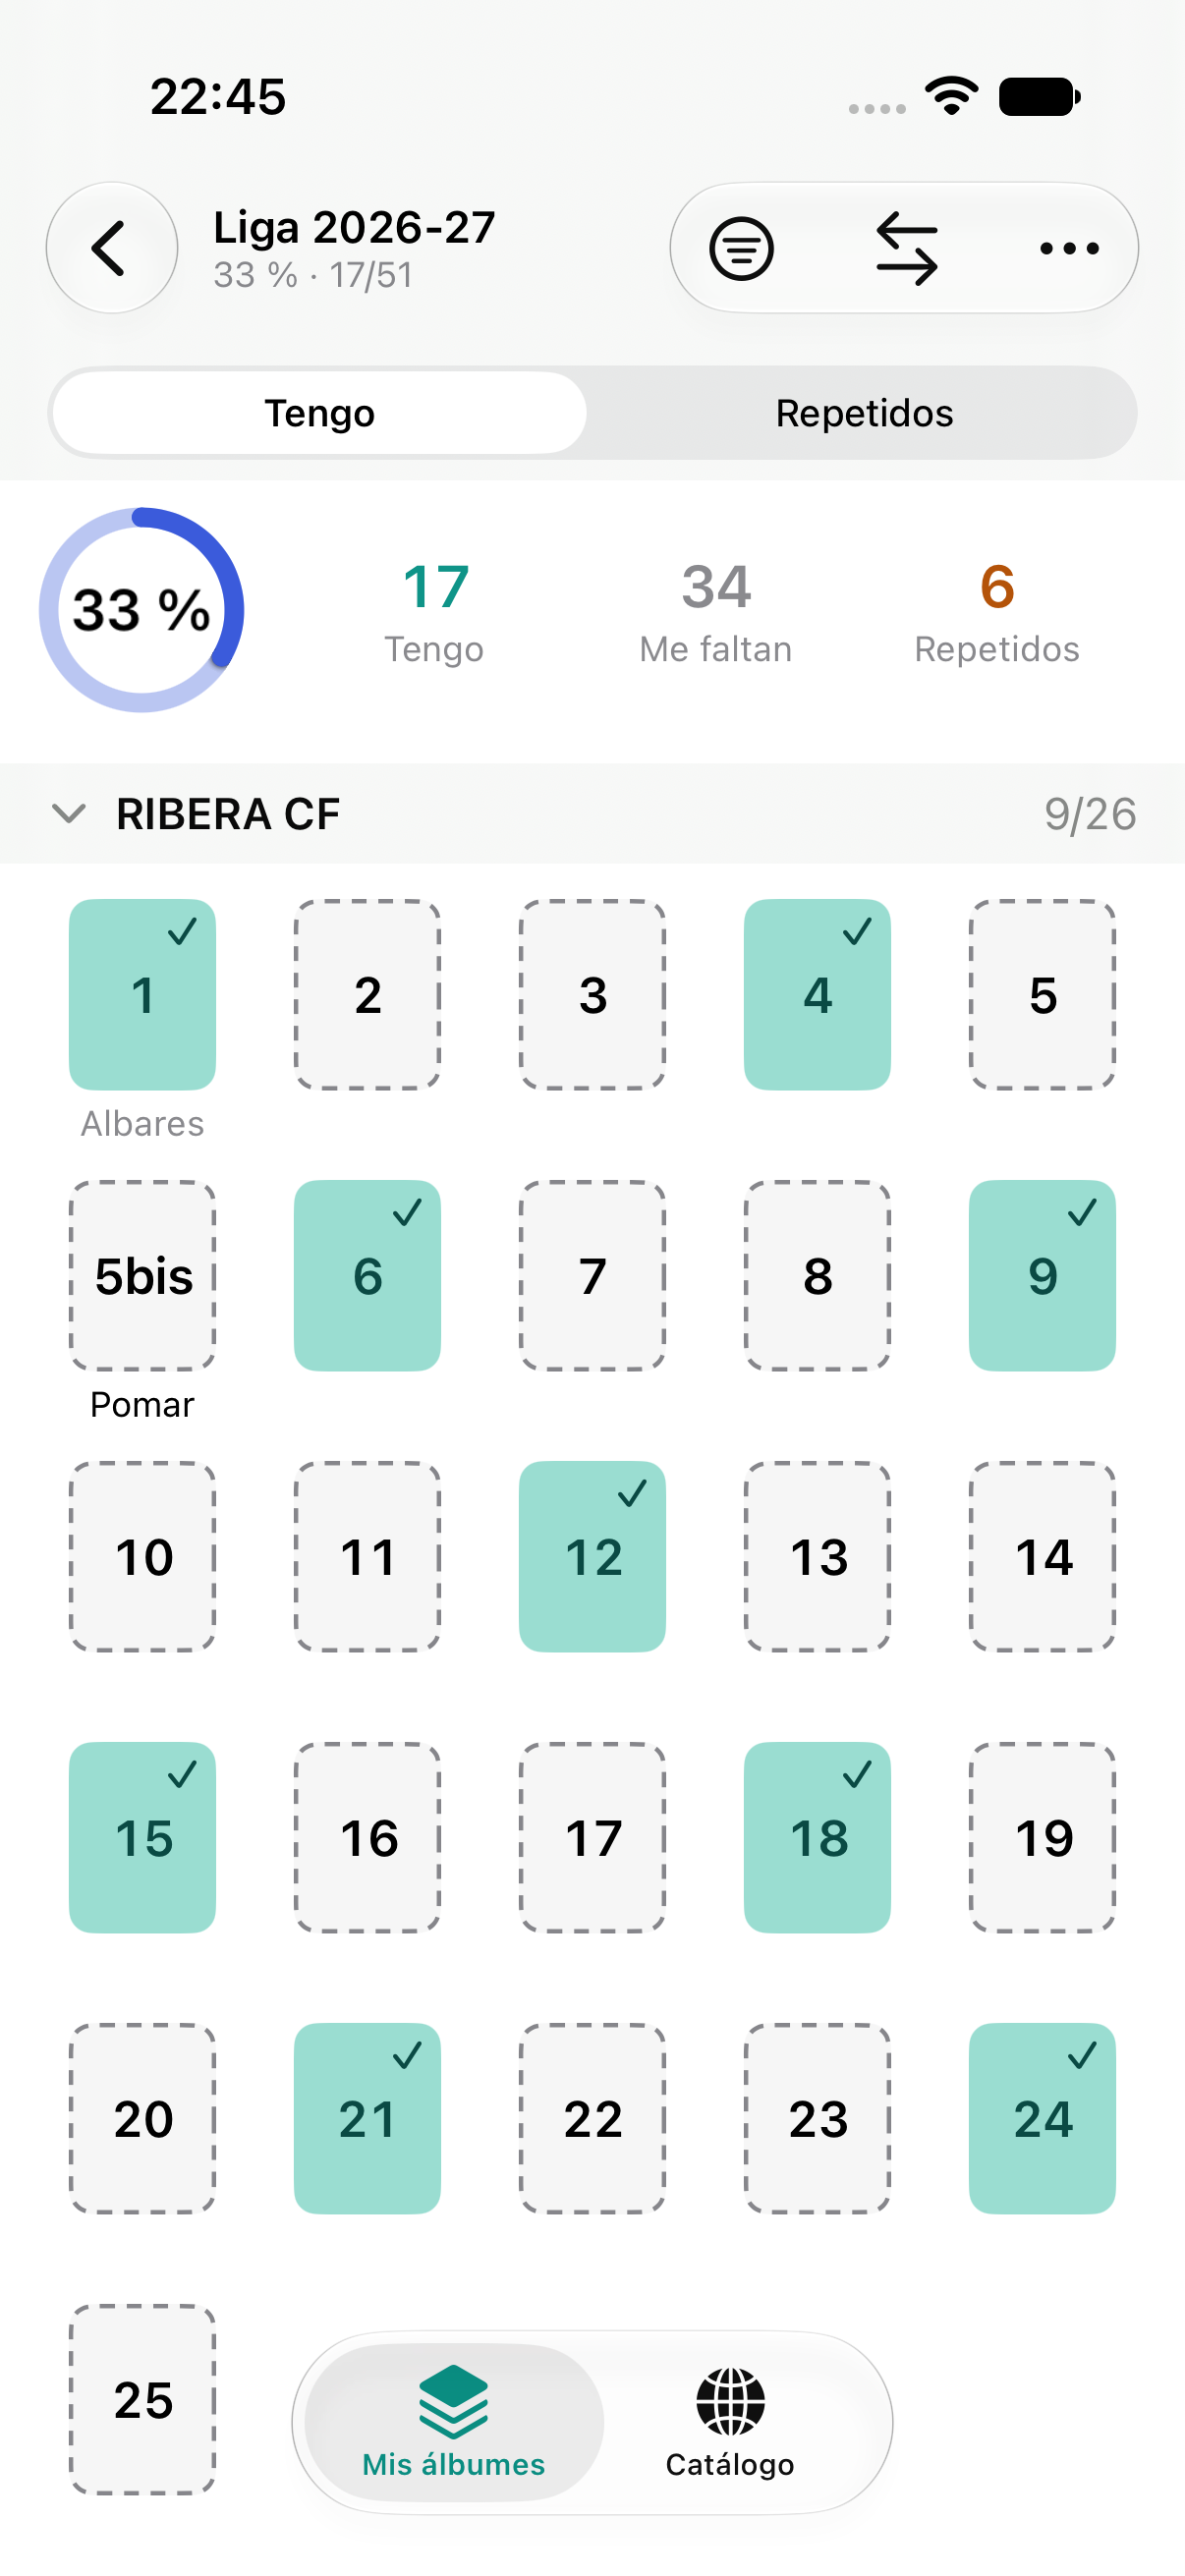 22:45
Liga 2026-27
33 % · 17/51
Tengo Repetidos
33 %
17 34 6
Tengo Me faltan Repetidos
RIBERA CF 9/26
1 2 3 4 5
Albares
5bis 6 7 8 9
Pomar
10 11 12 13 14
15 16 17 18 19
20 21 22 23 24
25
Mis álbumes Catálogo